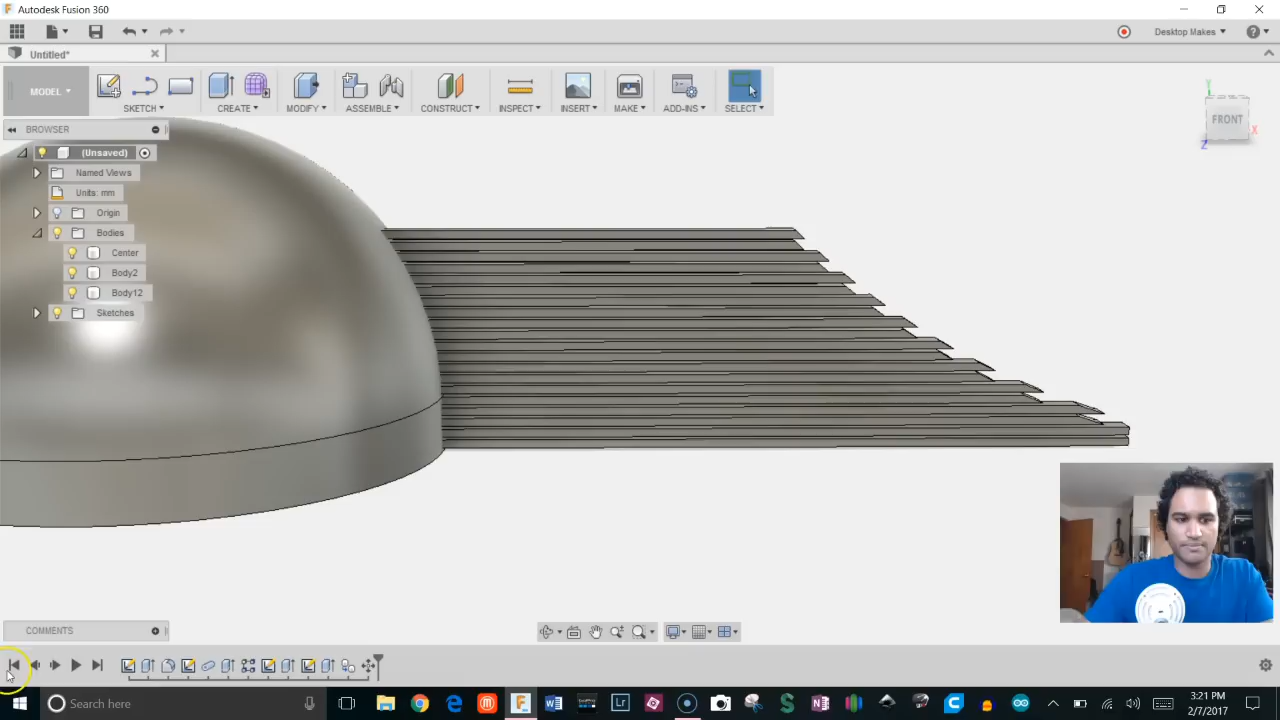 Autodesk Fusion 360
Desktop Makes
Untitled*
MODEL
SKETCH
CREATE
MODIFY
ASSEMBLE
CONSTRUCT
INSPECT
INSERT
MAKE
ADD-INS
SELECT
BROWSER
(Unsaved)
Named Views
Units: mm
Origin
Bodies
Center
Body2
Body12
Sketches
Y
FRONT
X
Z
COMMENTS
Search here
3:21 PM
2/7/2017